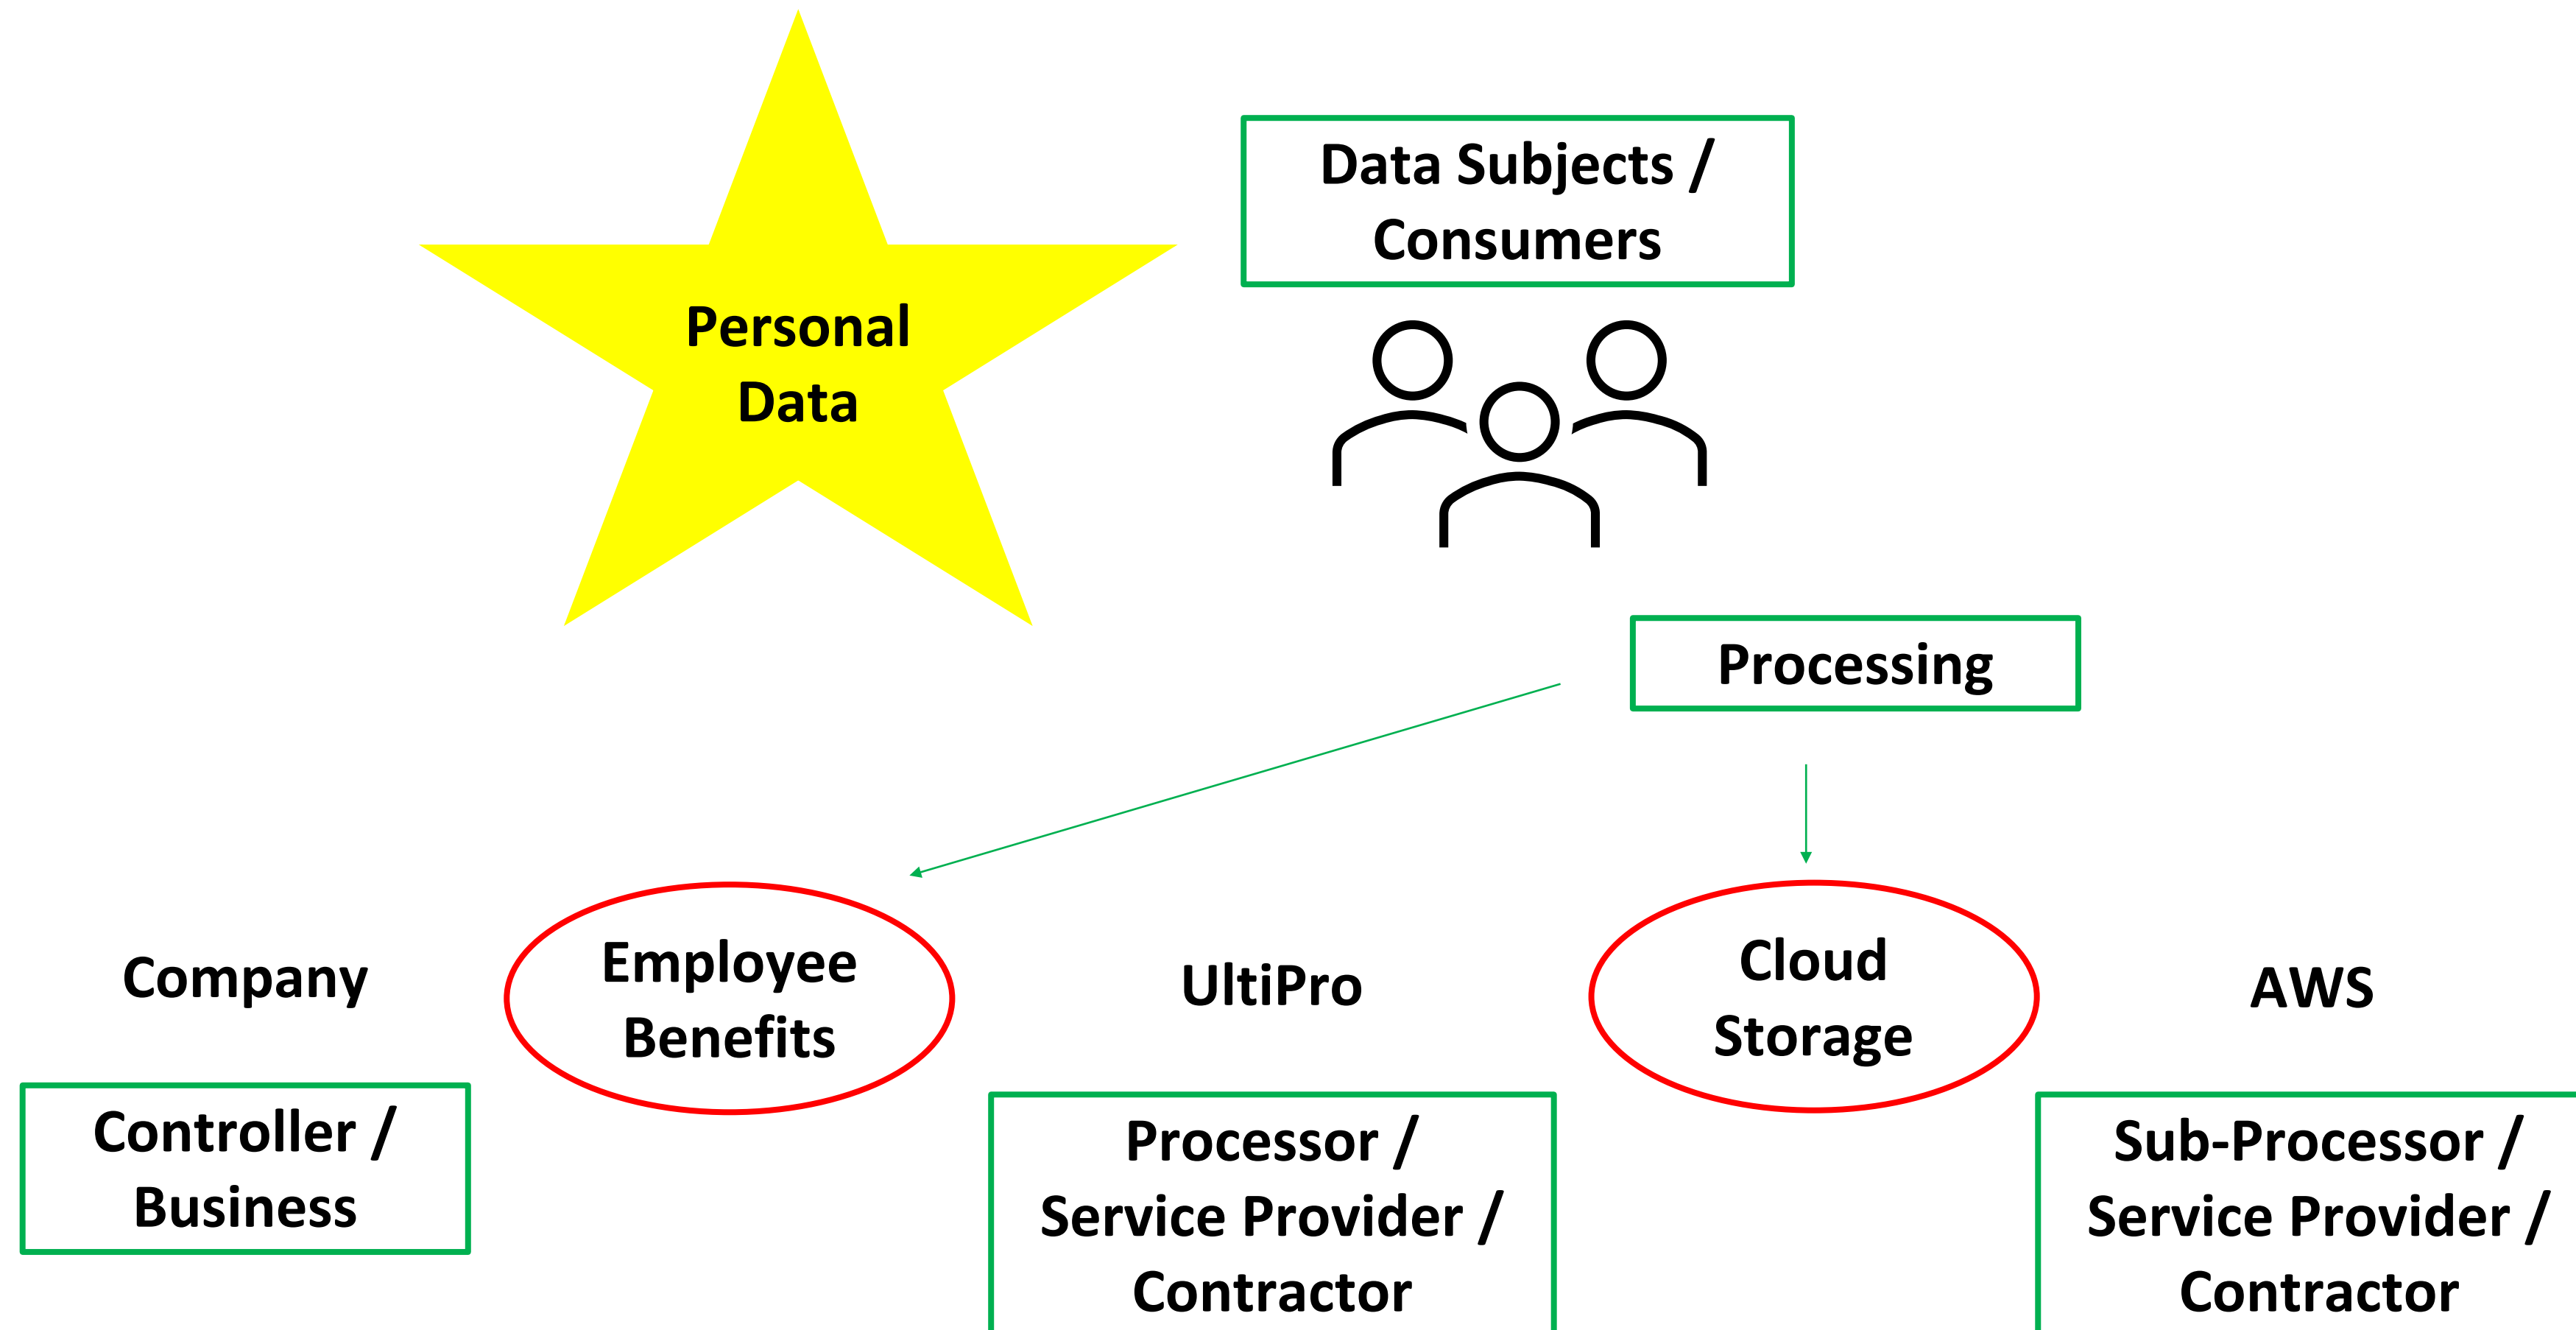 Data Subjects /
Consumers
Personal
Data
Processing
Company
Employee
Benefits
UltiPro
Cloud
Storage
AWS
Controller /
Business
Processor /
Service Provider /
Contractor
Sub-Processor /
Service Provider /
Contractor